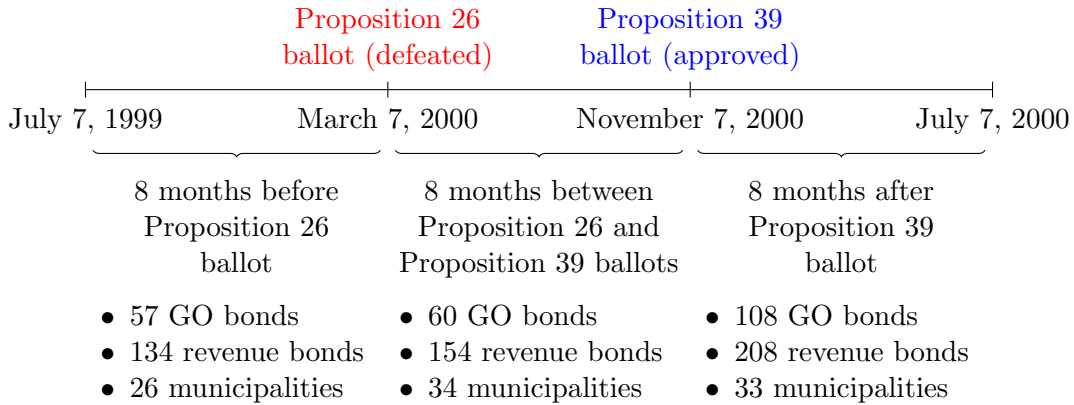 Proposition 26
ballot (defeated)
Proposition 39
ballot (approved)
July 7, 1999
March 7, 2000
November 7, 2000
July 7, 2000
8 months before
Proposition 26
ballot
8 months between
Proposition 26 and
Proposition 39 ballots
8 months after
Proposition 39
ballot
• 57 GO bonds
• 134 revenue bonds
• 26 municipalities
• 60 GO bonds
• 154 revenue bonds
• 34 municipalities
• 108 GO bonds
• 208 revenue bonds
• 33 municipalities